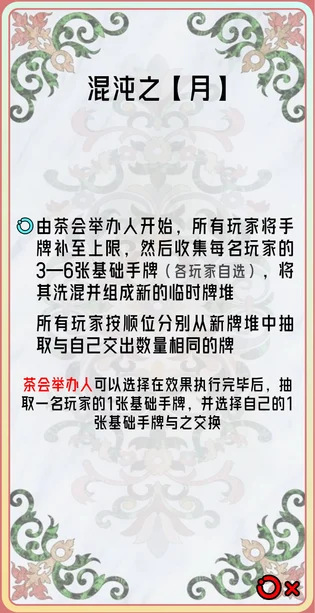 混沌之【月】
由茶会举办人开始，所有玩家将手
牌补至上限，然后收集每名玩家的
3—6张基础手牌（各玩家自选），将
其洗混并组成新的临时牌堆
所有玩家按顺位分别从新牌堆中抽
取与自己交出数量相同的牌
茶会举办人可以选择在效果执行完毕后，抽
取一名玩家的1张基础手牌，并选择自己的1
张基础手牌与之交换